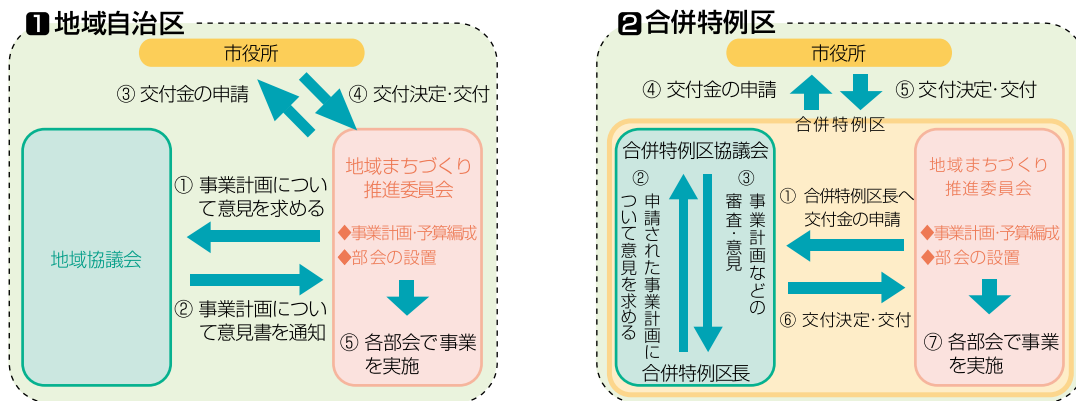 1 地域自治区
市役所
③ 交付金の申請
④ 交付決定・交付
地域協議会
① 事業計画につい
て意見を求める
② 事業計画につい
て意見書を通知
地域まちづくり
推進委員会
◆事業計画・予算編成
◆部会の設置
⑤ 各部会で事業
を実施
2 合併特例区
市役所
④ 交付金の申請
⑤ 交付決定・交付
合併特例区
合併特例区協議会
②
申請された事業計画に
ついて意見を求める
③
事業計画などの
審査・意見
合併特例区長
① 合併特例区長へ
交付金の申請
⑥ 交付決定・交付
地域まちづくり
推進委員会
◆事業計画・予算編成
◆部会の設置
⑦ 各部会で事業
を実施